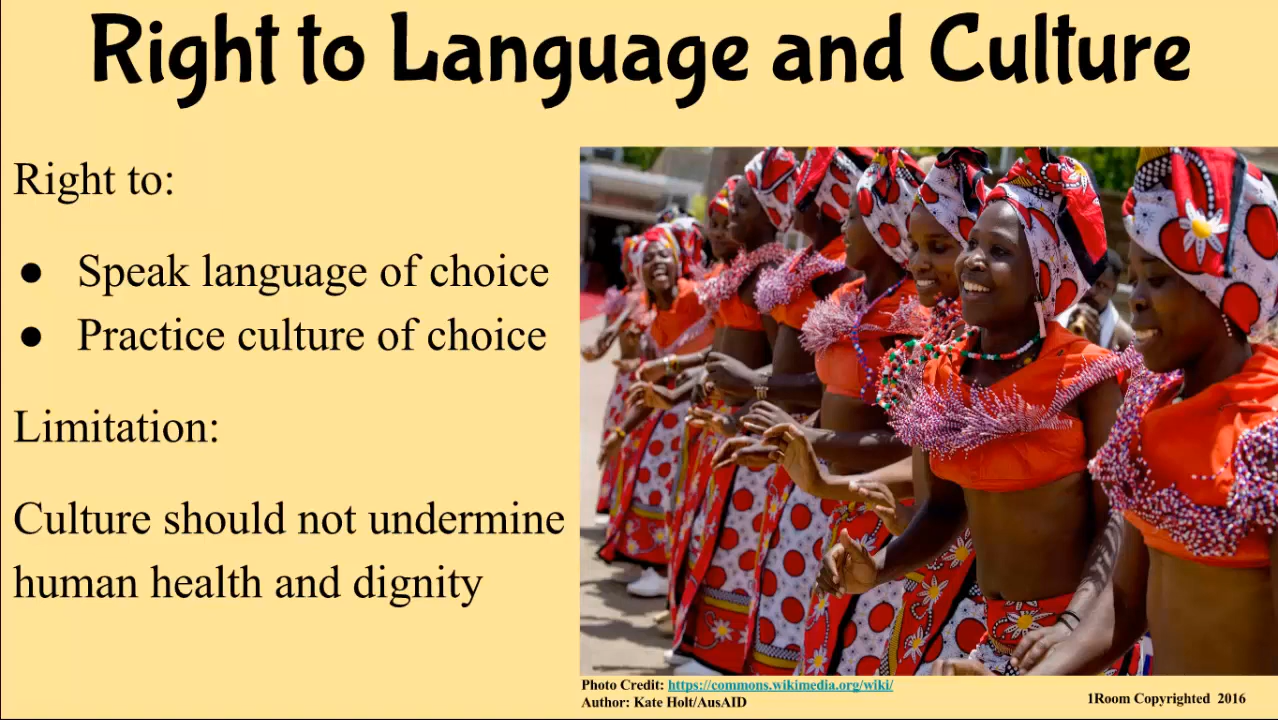 Right to Language and Culture
Right to:
● Speak language of choice
● Practice culture of choice
Limitation:
Culture should not undermine
human health and dignity
Photo Credit: https://commons.wikimedia.org/wiki/
Author: Kate Holt/AusAID
1Room Copyrighted 2016